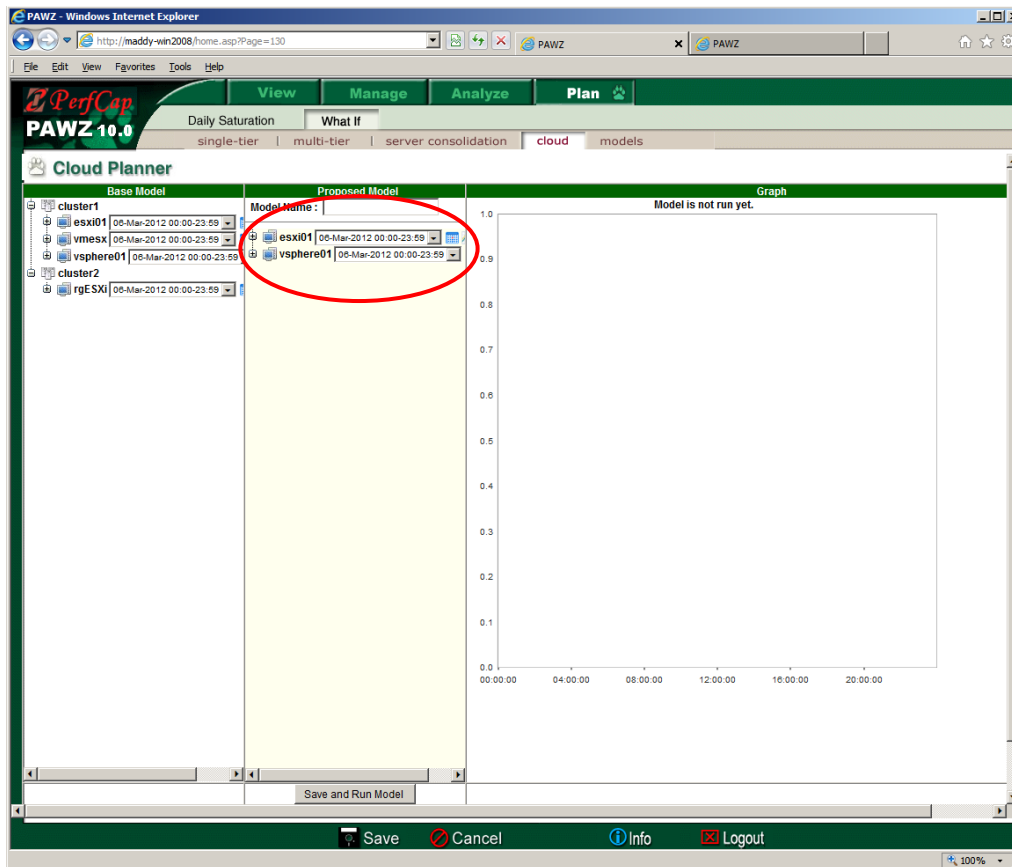 PAWZ - Windows Internet Explorer
http://maddy-win2008/home.asp?Page=130
PAWZ
PAWZ
File Edit View Favorites Tools Help
PerfCap
PAWZ 10.0
View Manage Analyze Plan
Daily Saturation What If
single-tier | multi-tier | server consolidation cloud models
Cloud Planner
Base Model Proposed Model Graph
cluster1
esxi01 06-Mar-2012 00:00-23:59
vmesx 06-Mar-2012 00:00-23:59
vsphere01 06-Mar-2012 00:00-23:59
cluster2
rgESXi 06-Mar-2012 00:00-23:59
Model Name :
esxi01 06-Mar-2012 00:00-23:59
vsphere01 06-Mar-2012 00:00-23:59
Model is not run yet.
1.0
0.9
0.8
0.7
0.6
0.5
0.4
0.3
0.2
0.1
0.0
00:00:00 04:00:00 08:00:00 12:00:00 16:00:00 20:00:00
Save and Run Model
Save Cancel Info Logout
100%